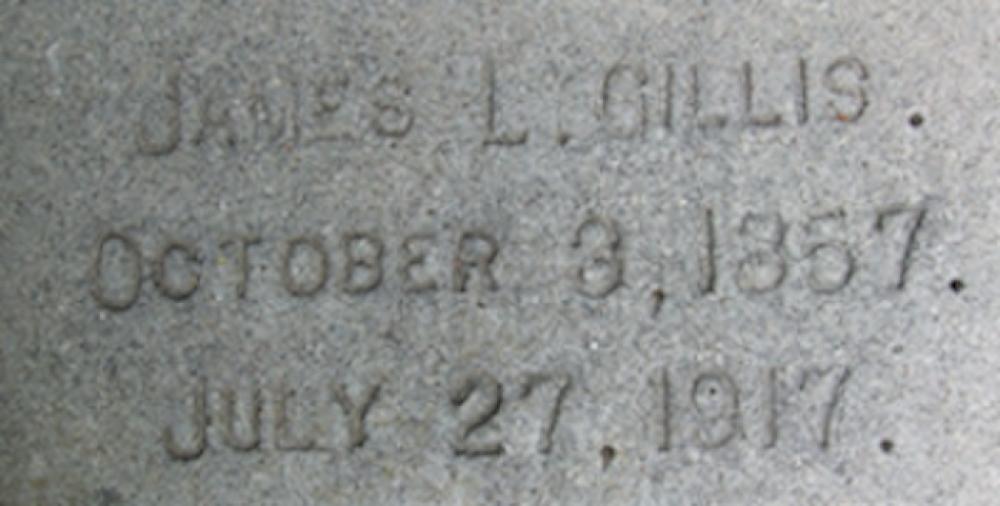 JAMES L. GILLIS.
OCTOBER 3, 1857.
JULY 27, 1917.